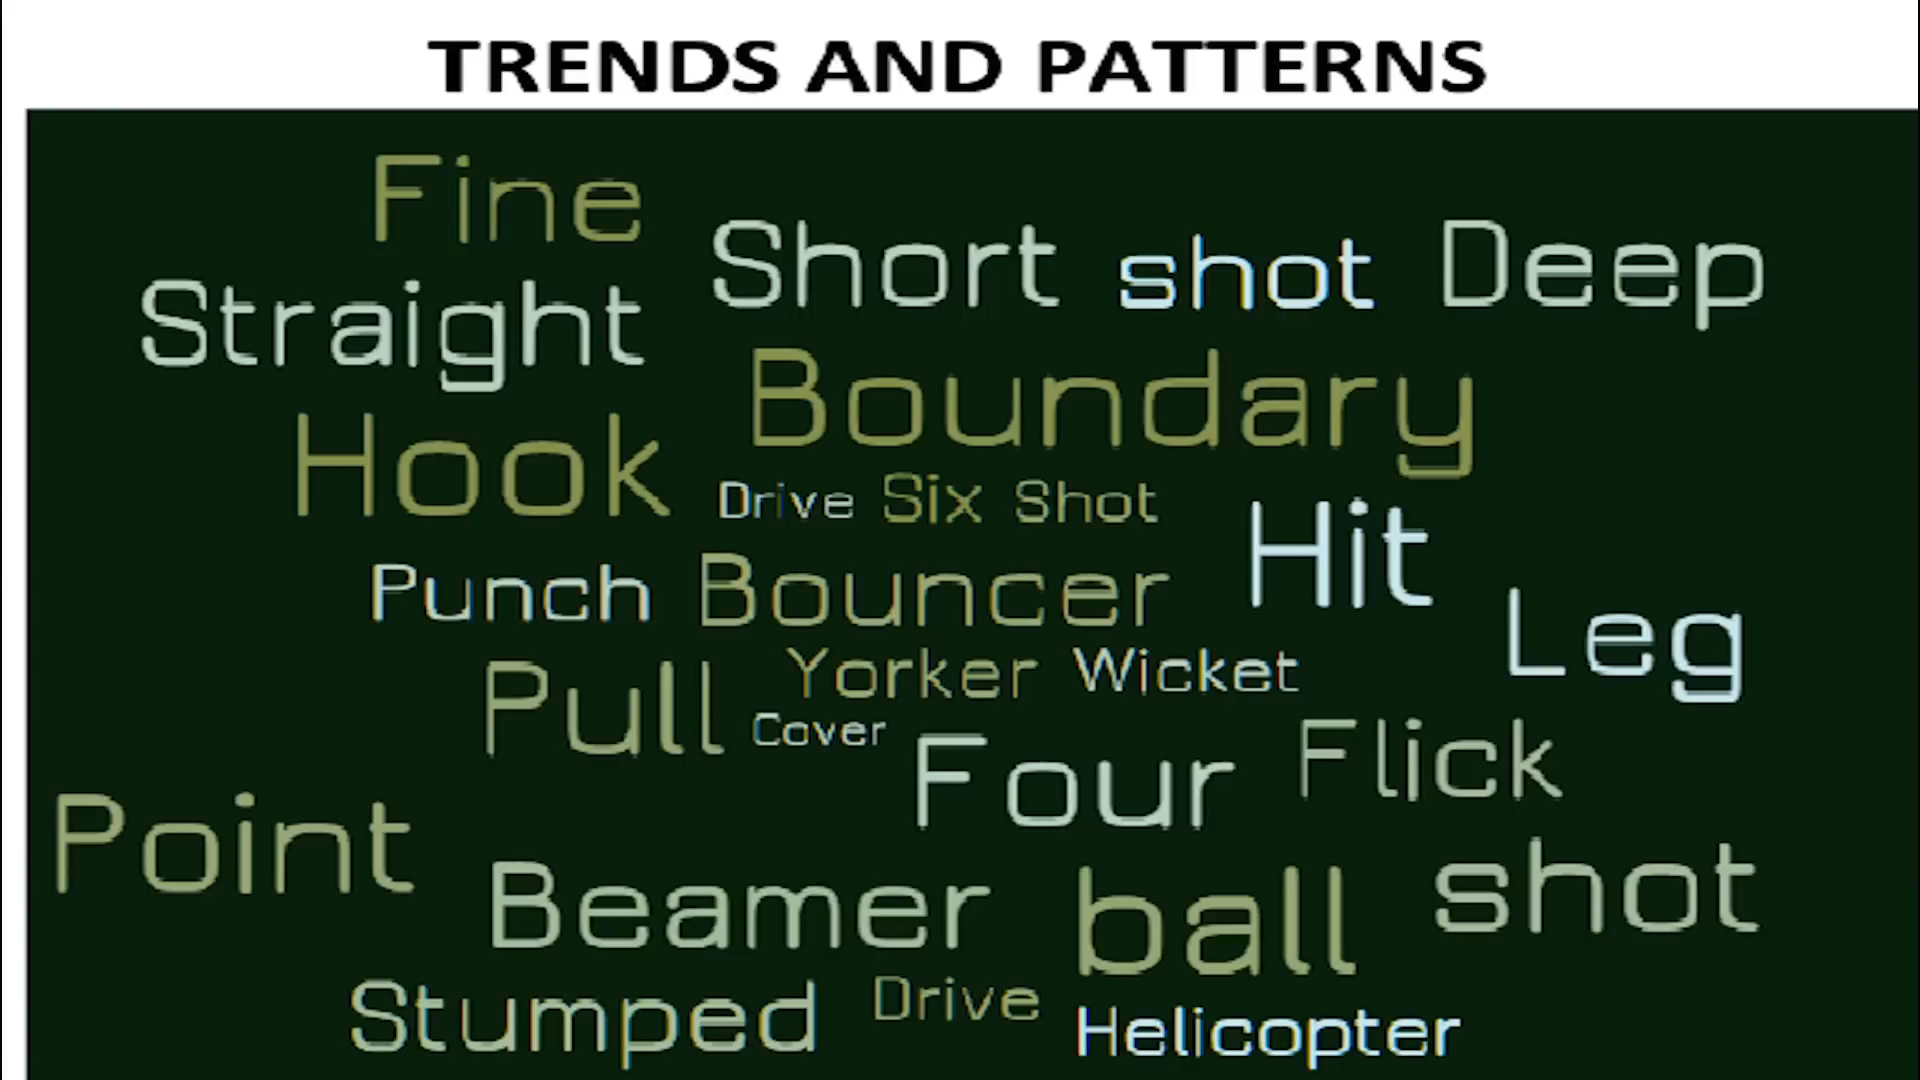 TRENDS AND PATTERNS
Fine
Short shot Deep
Straight
Boundary
Hook
Drive Six Shot
Hit
Punch Bouncer
Leg
Yorker Wicket
Pull
Cover
Four Flick
Point
Beamer ball shot
Stumped Drive Helicopter